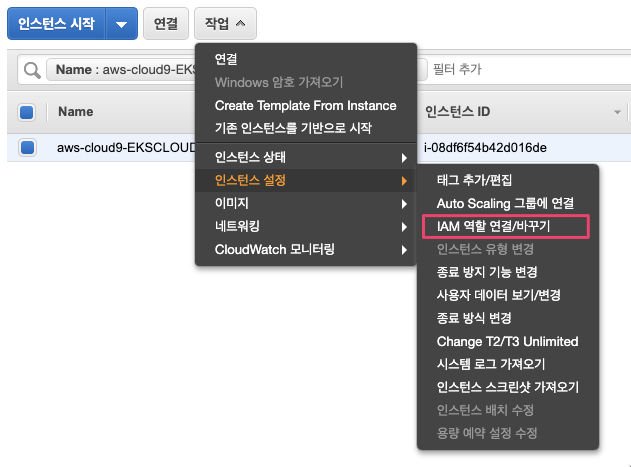 인스턴스 시작
연결
작업
Name : aws-cloud9-EKS
필터 추가
Name
인스턴스 ID
aws-cloud9-EKSCLOUD
i-08df6f54b42d016de
연결
Windows 암호 가져오기
Create Template From Instance
기존 인스턴스를 기반으로 시작
인스턴스 상태
인스턴스 설정
이미지
네트워킹
CloudWatch 모니터링
태그 추가/편집
Auto Scaling 그룹에 연결
IAM 역할 연결/바꾸기
인스턴스 유형 변경
종료 방지 기능 변경
사용자 데이터 보기/변경
종료 방식 변경
Change T2/T3 Unlimited
시스템 로그 가져오기
인스턴스 스크린샷 가져오기
인스턴스 배치 수정
용량 예약 설정 수정